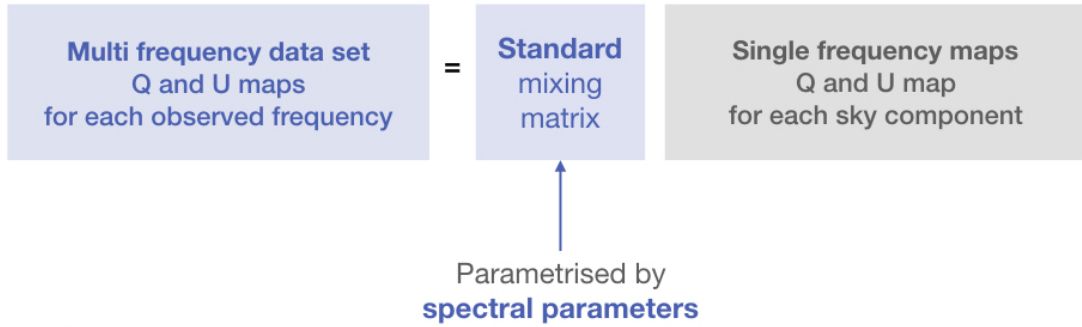 Multi frequency data set
Q and U maps
for each observed frequency
=
Standard
mixing
matrix
Single frequency maps
Q and U map
for each sky component
Parametrised by
spectral parameters